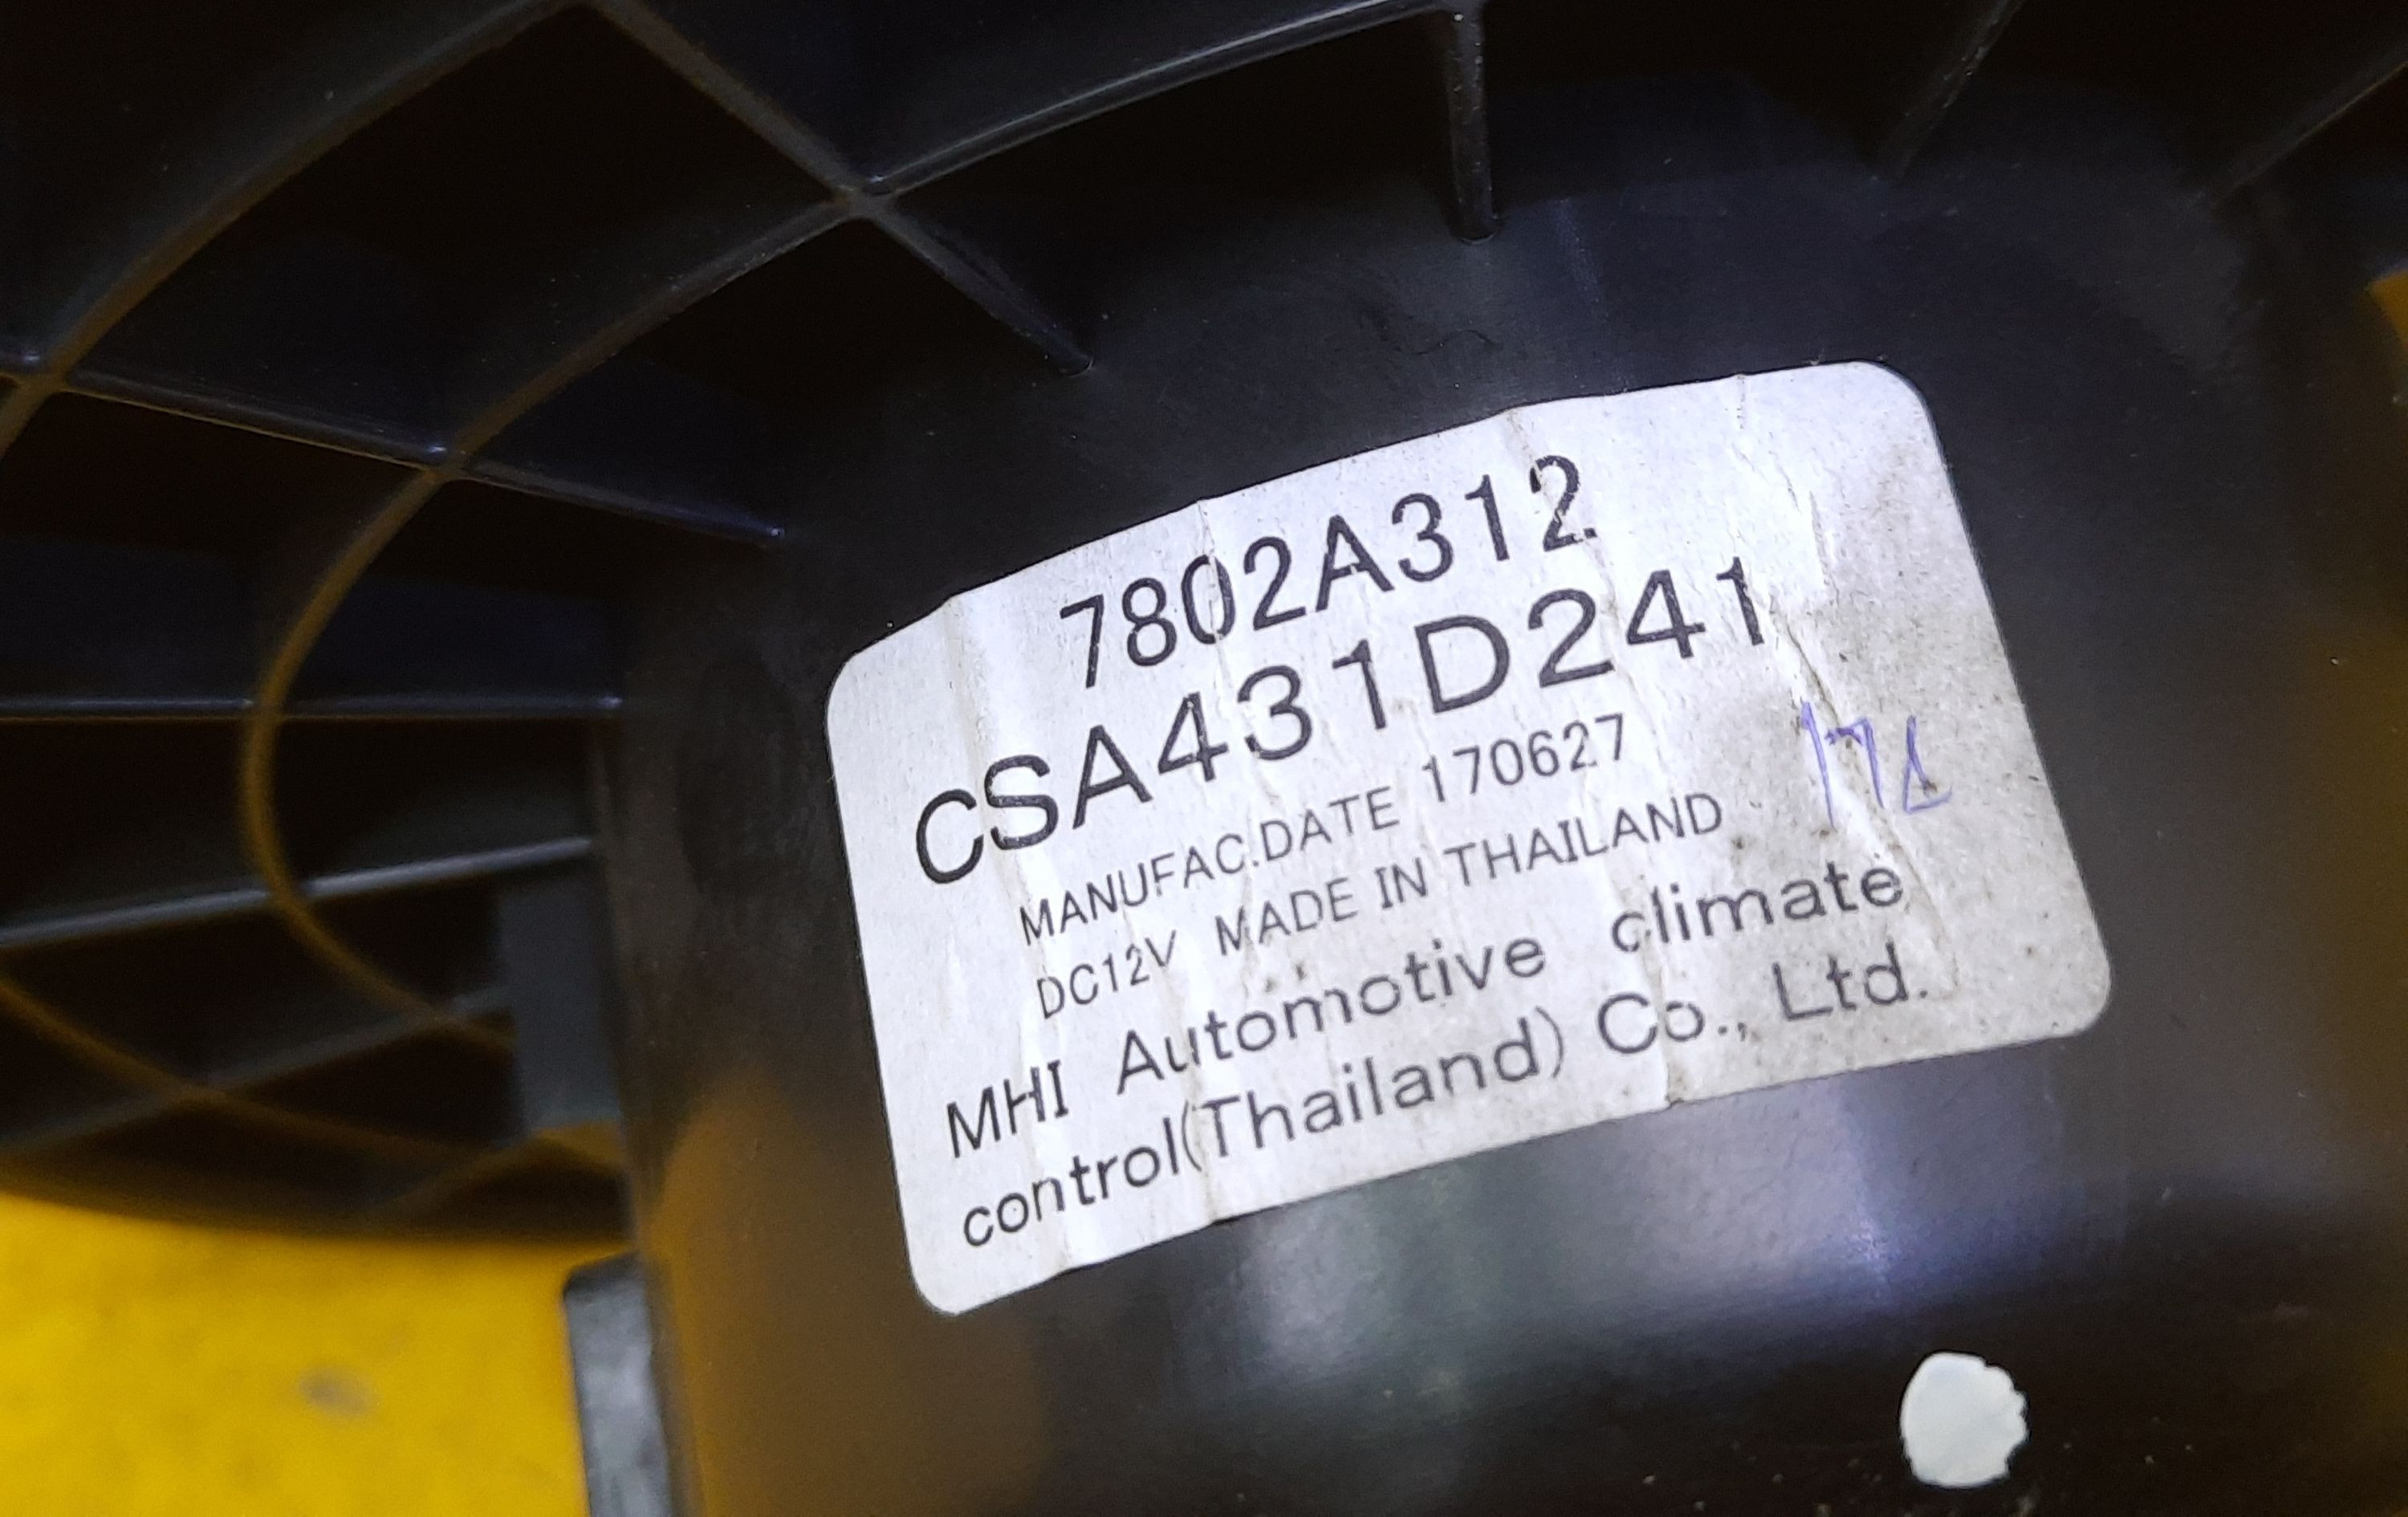 7802A312
CSA431D241
MANUFAC.DATE 170627
DC12V MADE IN THAILAND
MHI Automotive climate
control(Thailand) Co., Ltd.